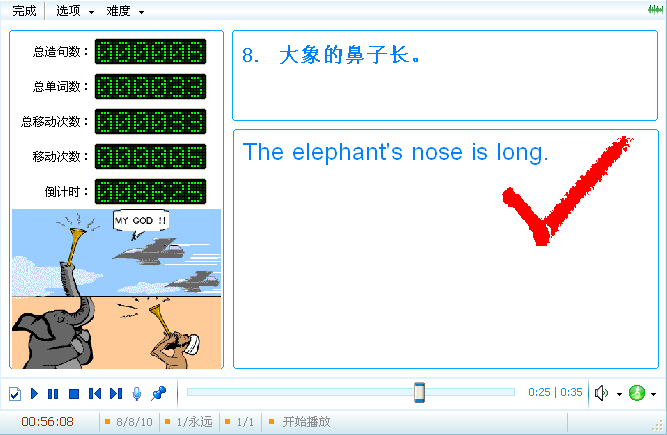 完成 选项 难度
总造句数： 000006
总单词数： 000033
总移动次数： 000033
移动次数： 000005
倒计时： 000625
MY GOD !!
8. 大象的鼻子长。
The elephant's nose is long.
0:25 | 0:35
00:56:08 8/8/10 1/永远 1/1 开始播放